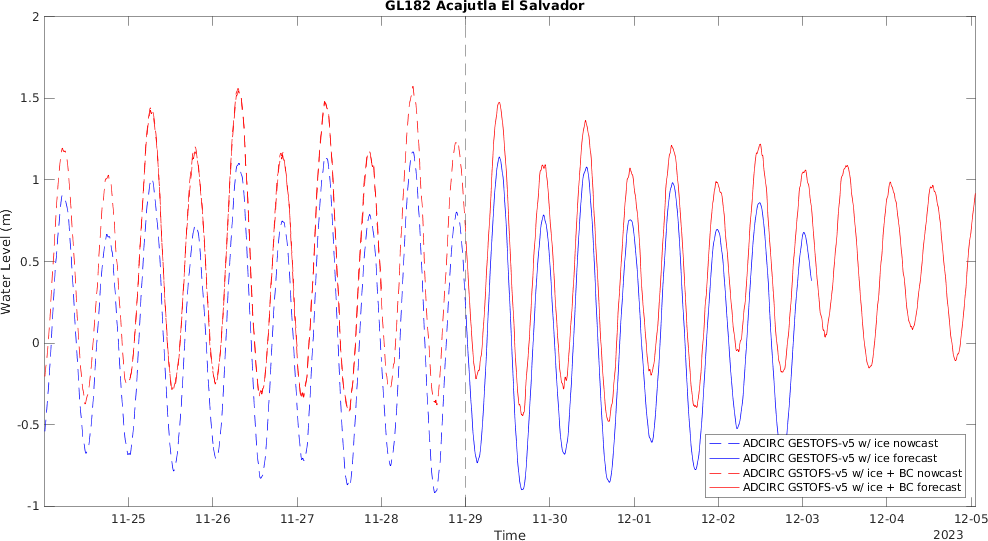 GL182 Acajutla El Salvador
2
1.5
1
0.5
0
-0.5
-1
Water Level (m)
11-25 11-26 11-27 11-28 11-29 11-30 12-01 12-02 12-03 12-04 12-05
Time
2023
ADCIRC GESTOFS-v5 w/ ice nowcast
ADCIRC GESTOFS-v5 w/ ice forecast
ADCIRC GSTOFS-v5 w/ ice + BC nowcast
ADCIRC GSTOFS-v5 w/ ice + BC forecast